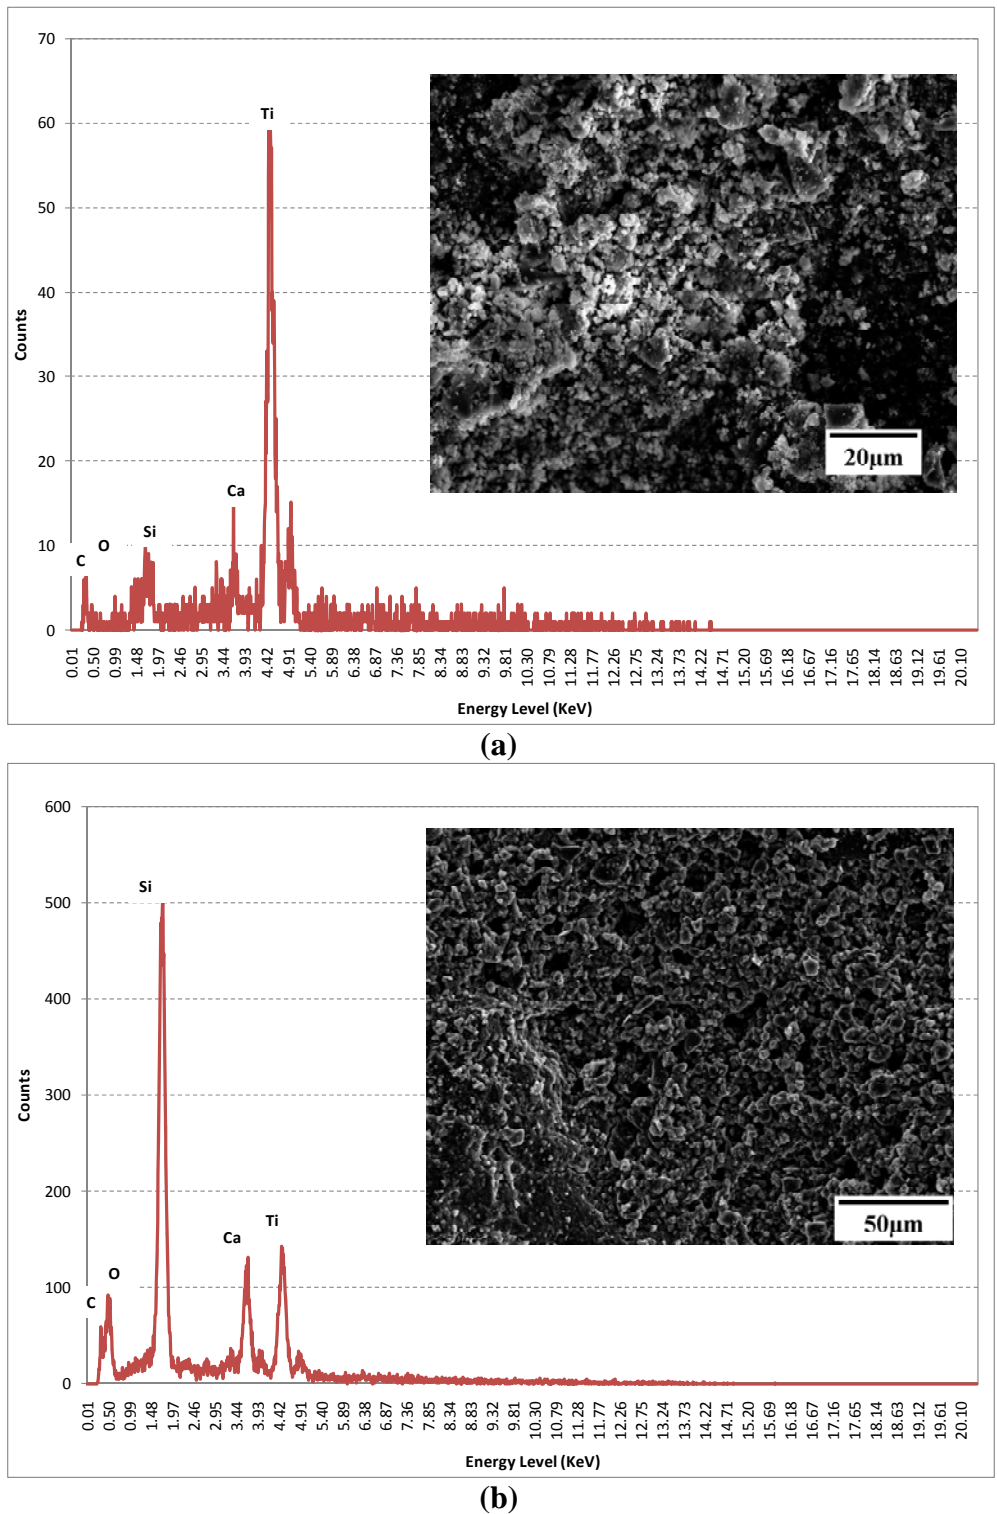 70
60
50
40
30
20
10
0
Counts
Ti
Ca
Si
O
C
20μm
0.01 0.50 0.99 1.48 1.97 2.46 2.95 3.44 3.93 4.42 4.91 5.40 5.89 6.38 6.87 7.36 7.85 8.34 8.83 9.32 9.81 10.30 10.79 11.28 11.77 12.26 12.75 13.24 13.73 14.22 14.71 15.20 15.69 16.18 16.67 17.16 17.65 18.14 18.63 19.12 19.61 20.10
Energy Level (KeV)
(a)
600
500
400
300
200
100
0
Counts
Si
Ti
Ca
O
C
50μm
0.01 0.50 0.99 1.48 1.97 2.46 2.95 3.44 3.93 4.42 4.91 5.40 5.89 6.38 6.87 7.36 7.85 8.34 8.83 9.32 9.81 10.30 10.79 11.28 11.77 12.26 12.75 13.24 13.73 14.22 14.71 15.20 15.69 16.18 16.67 17.16 17.65 18.14 18.63 19.12 19.61 20.10
Energy Level (KeV)
(b)